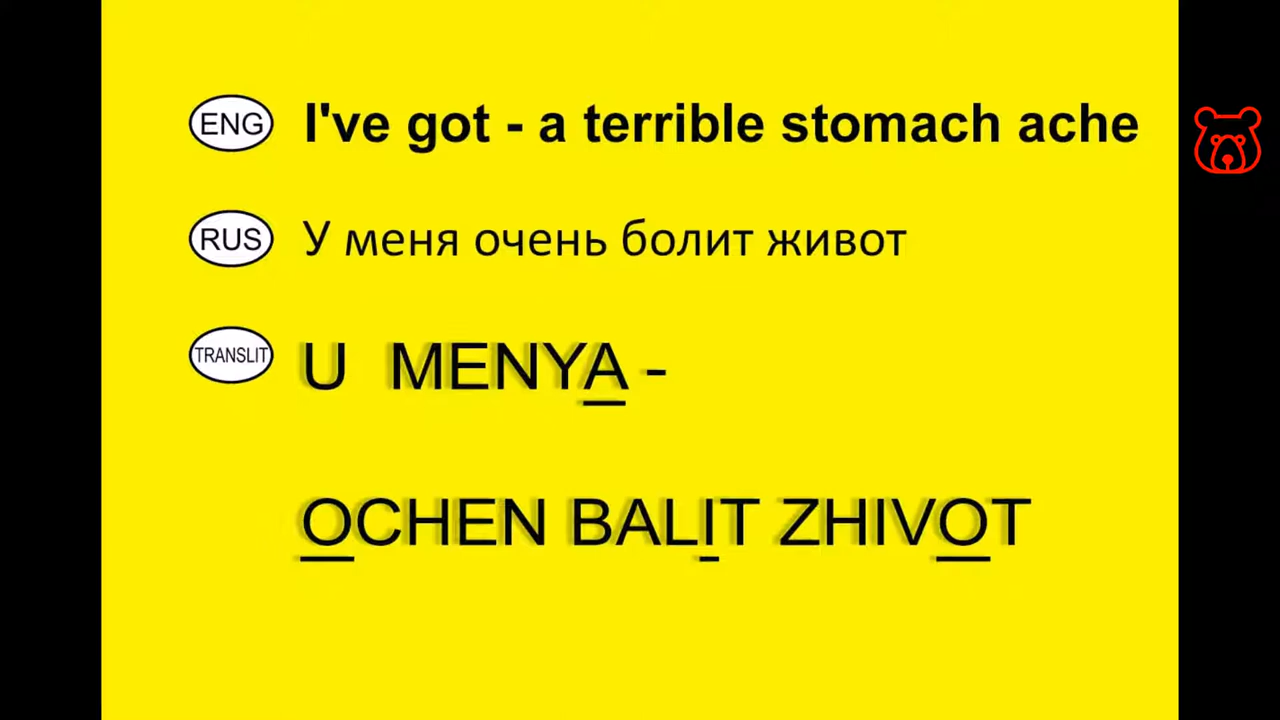 ENG I've got - a terrible stomach ache
RUS У меня очень болит живот
TRANSLIT U MENYA -
OCHEN BALIT ZHIVOT